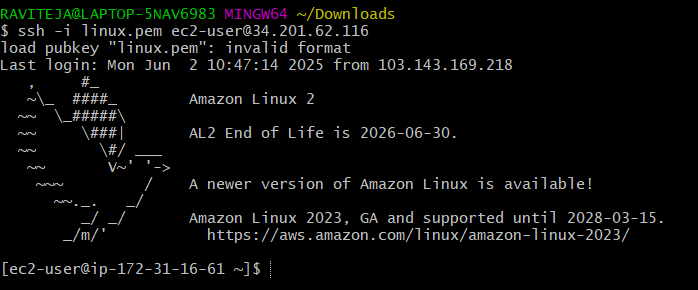 RAVITEJA@LAPTOP-5NAV6983 MINGW64 ~/Downloads
$ ssh -i linux.pem ec2-user@34.201.62.116
load pubkey "linux.pem": invalid format
Last login: Mon Jun  2 10:47:14 2025 from 103.143.169.218
   ,     #_
   ~\_  ####_        Amazon Linux 2
  ~~  \_#####\
  ~~     \###|       AL2 End of Life is 2026-06-30.
  ~~       \#/ ___
   ~~       V~' '->
    ~~~         /    A newer version of Amazon Linux is available!
      ~~._.   _/
         _/ _/       Amazon Linux 2023, GA and supported until 2028-03-15.
       _/m/'           https://aws.amazon.com/linux/amazon-linux-2023/
[ec2-user@ip-172-31-16-61 ~]$